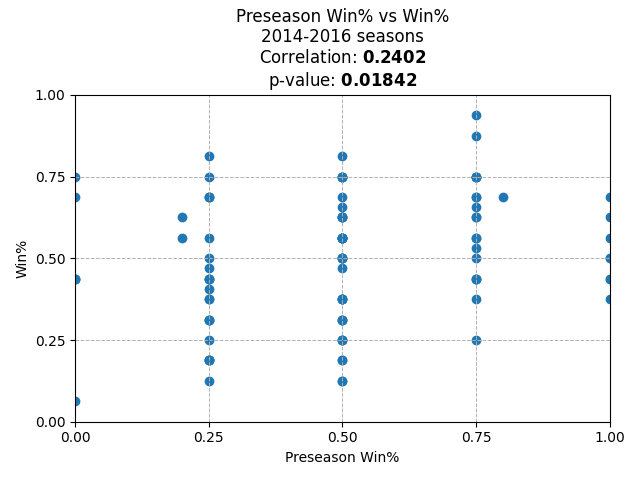 Preseason Win% vs Win%
2014-2016 seasons
Correlation: 0.2402
p-value: 0.01842
1.00
0.75
0.50
0.25
0.00
Win%
0.00 0.25 0.50 0.75 1.00
Preseason Win%